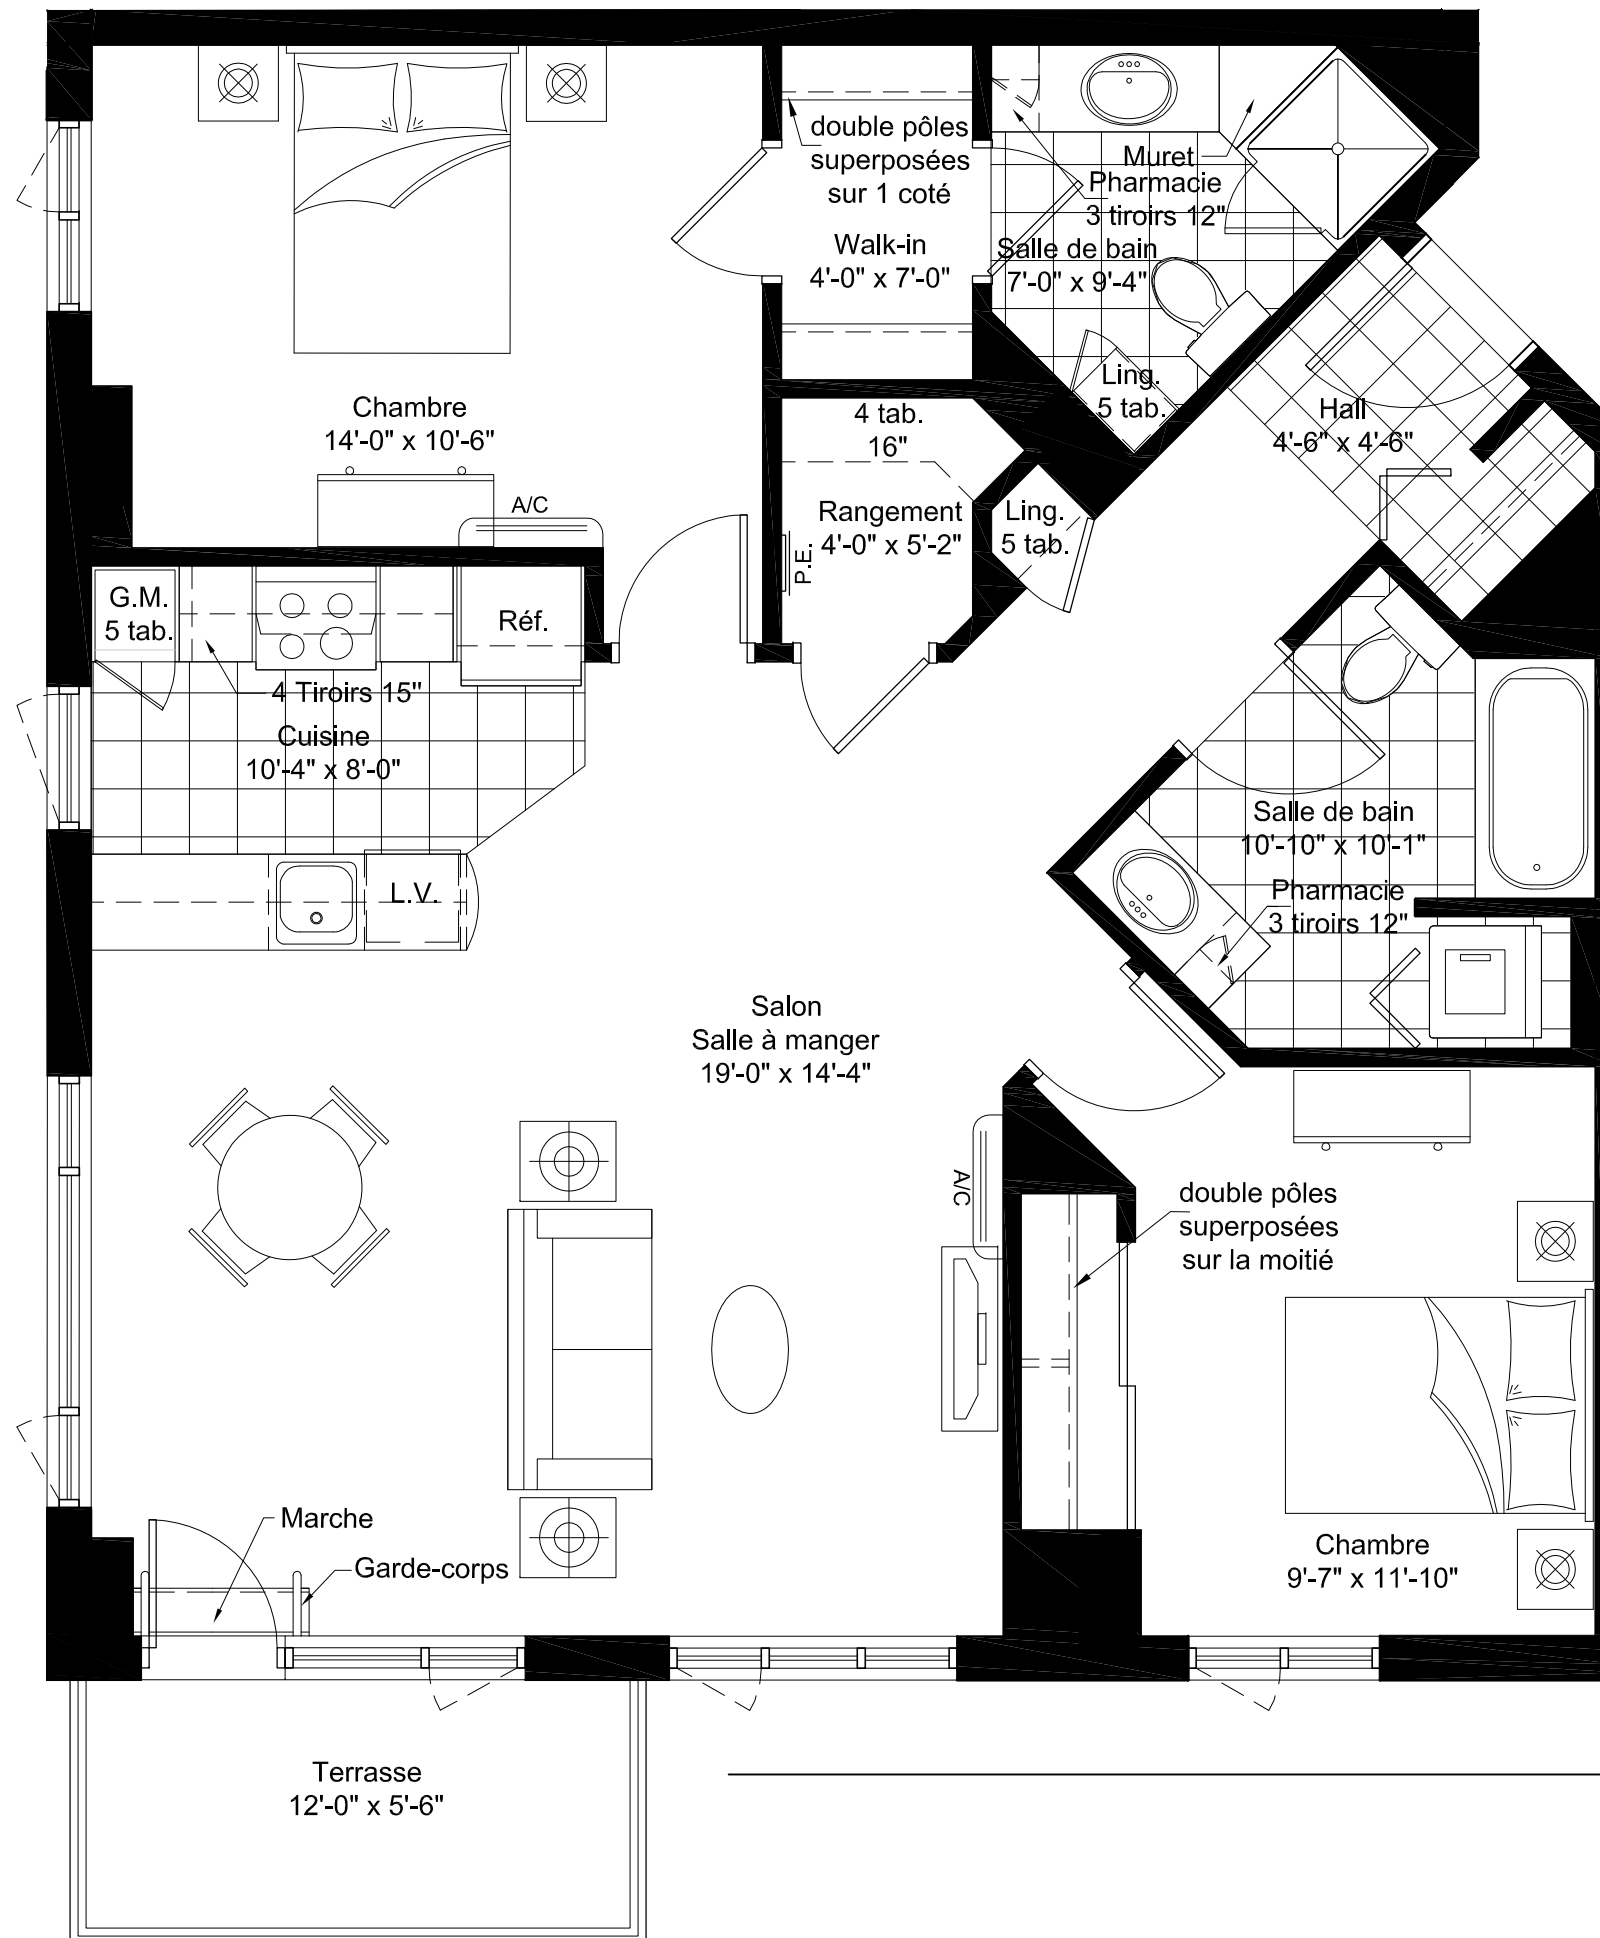 double pôles
superposées
sur 1 coté
Walk-in
4'-0" x 7'-0"
Muret
Pharmacie
3 tiroirs 12"
Salle de bain
7'-0" x 9'-4"
Ling.
5 tab.
Hall
4'-6" x 4'-6"
Chambre
14'-0" x 10'-6"
A/C
4 tab.
16"
Rangement
4'-0" x 5'-2"
P.E.
Ling.
5 tab.
G.M.
5 tab.
Réf.
4 Tiroirs 15"
Cuisine
10'-4" x 8'-0"
L.V.
Salle de bain
10'-10" x 10'-1"
Pharmacie
3 tiroirs 12"
Salon
Salle à manger
19'-0" x 14'-4"
A/C
double pôles
superposées
sur la moitié
Marche
Garde-corps
Chambre
9'-7" x 11'-10"
Terrasse
12'-0" x 5'-6"